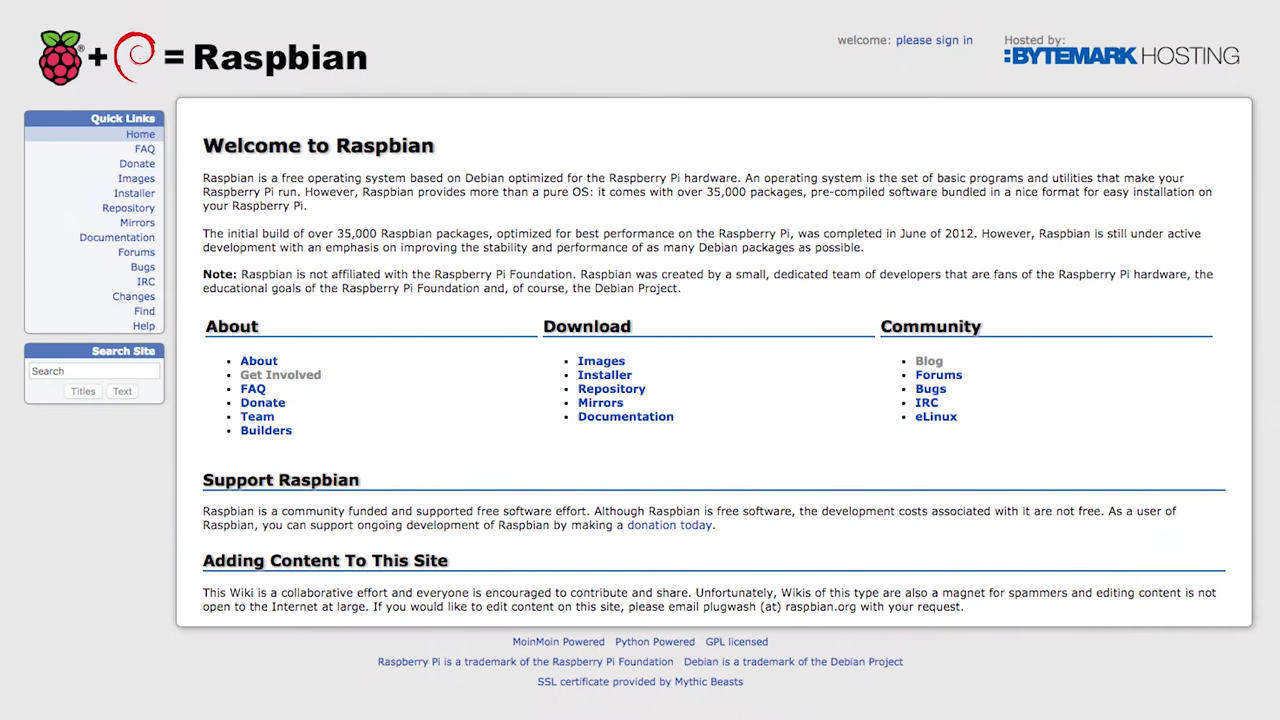 + = Raspbian
welcome: please sign in
Hosted by:
:BYTEMARK HOSTING
Quick Links
Home
FAQ
Donate
Images
Installer
Repository
Mirrors
Documentation
Forums
Bugs
IRC
Changes
Find
Help
Search Site
Search
Titles Text
Welcome to Raspbian
Raspbian is a free operating system based on Debian optimized for the Raspberry Pi hardware. An operating system is the set of basic programs and utilities that make your
Raspberry Pi run. However, Raspbian provides more than a pure OS: it comes with over 35,000 packages, pre-compiled software bundled in a nice format for easy installation on
your Raspberry Pi.
The initial build of over 35,000 Raspbian packages, optimized for best performance on the Raspberry Pi, was completed in June of 2012. However, Raspbian is still under active
development with an emphasis on improving the stability and performance of as many Debian packages as possible.
Note: Raspbian is not affiliated with the Raspberry Pi Foundation. Raspbian was created by a small, dedicated team of developers that are fans of the Raspberry Pi hardware, the
educational goals of the Raspberry Pi Foundation and, of course, the Debian Project.
About
• About
• Get Involved
• FAQ
• Donate
• Team
• Builders
Download
• Images
• Installer
• Repository
• Mirrors
• Documentation
Community
• Blog
• Forums
• Bugs
• IRC
• eLinux
Support Raspbian
Raspbian is a community funded and supported free software effort. Although Raspbian is free software, the development costs associated with it are not free. As a user of
Raspbian, you can support ongoing development of Raspbian by making a donation today.
Adding Content To This Site
This Wiki is a collaborative effort and everyone is encouraged to contribute and share. Unfortunately, Wikis of this type are also a magnet for spammers and editing content is not
open to the Internet at large. If you would like to edit content on this site, please email plugwash (at) raspbian.org with your request.
MoinMoin Powered Python Powered GPL licensed
Raspberry Pi is a trademark of the Raspberry Pi Foundation Debian is a trademark of the Debian Project
SSL certificate provided by Mythic Beasts